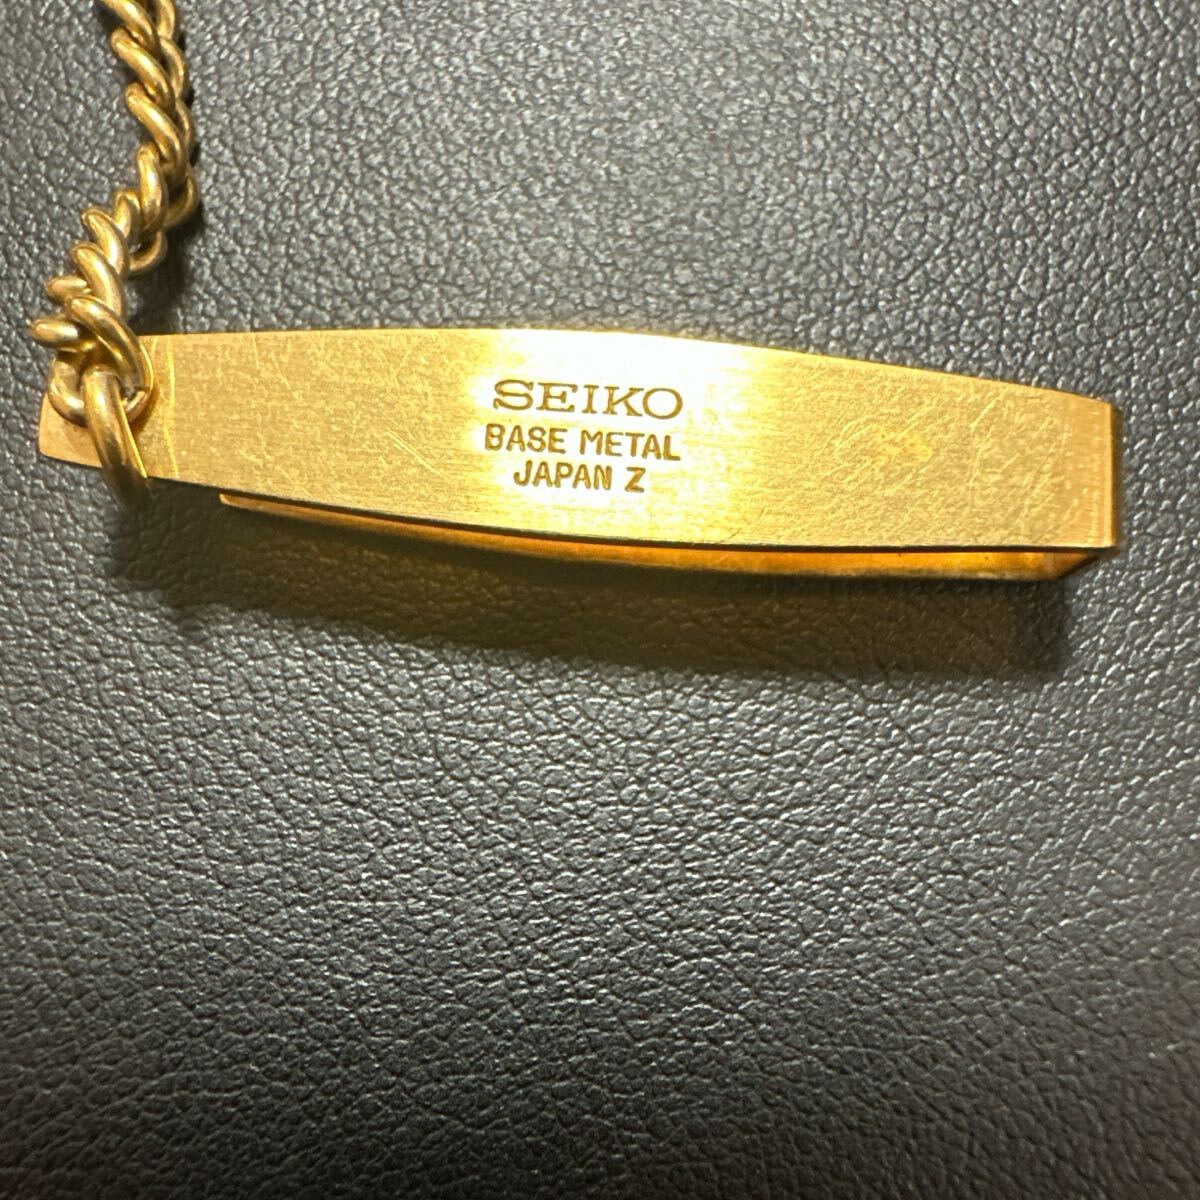 SEIKO
BASE METAL
JAPAN Z